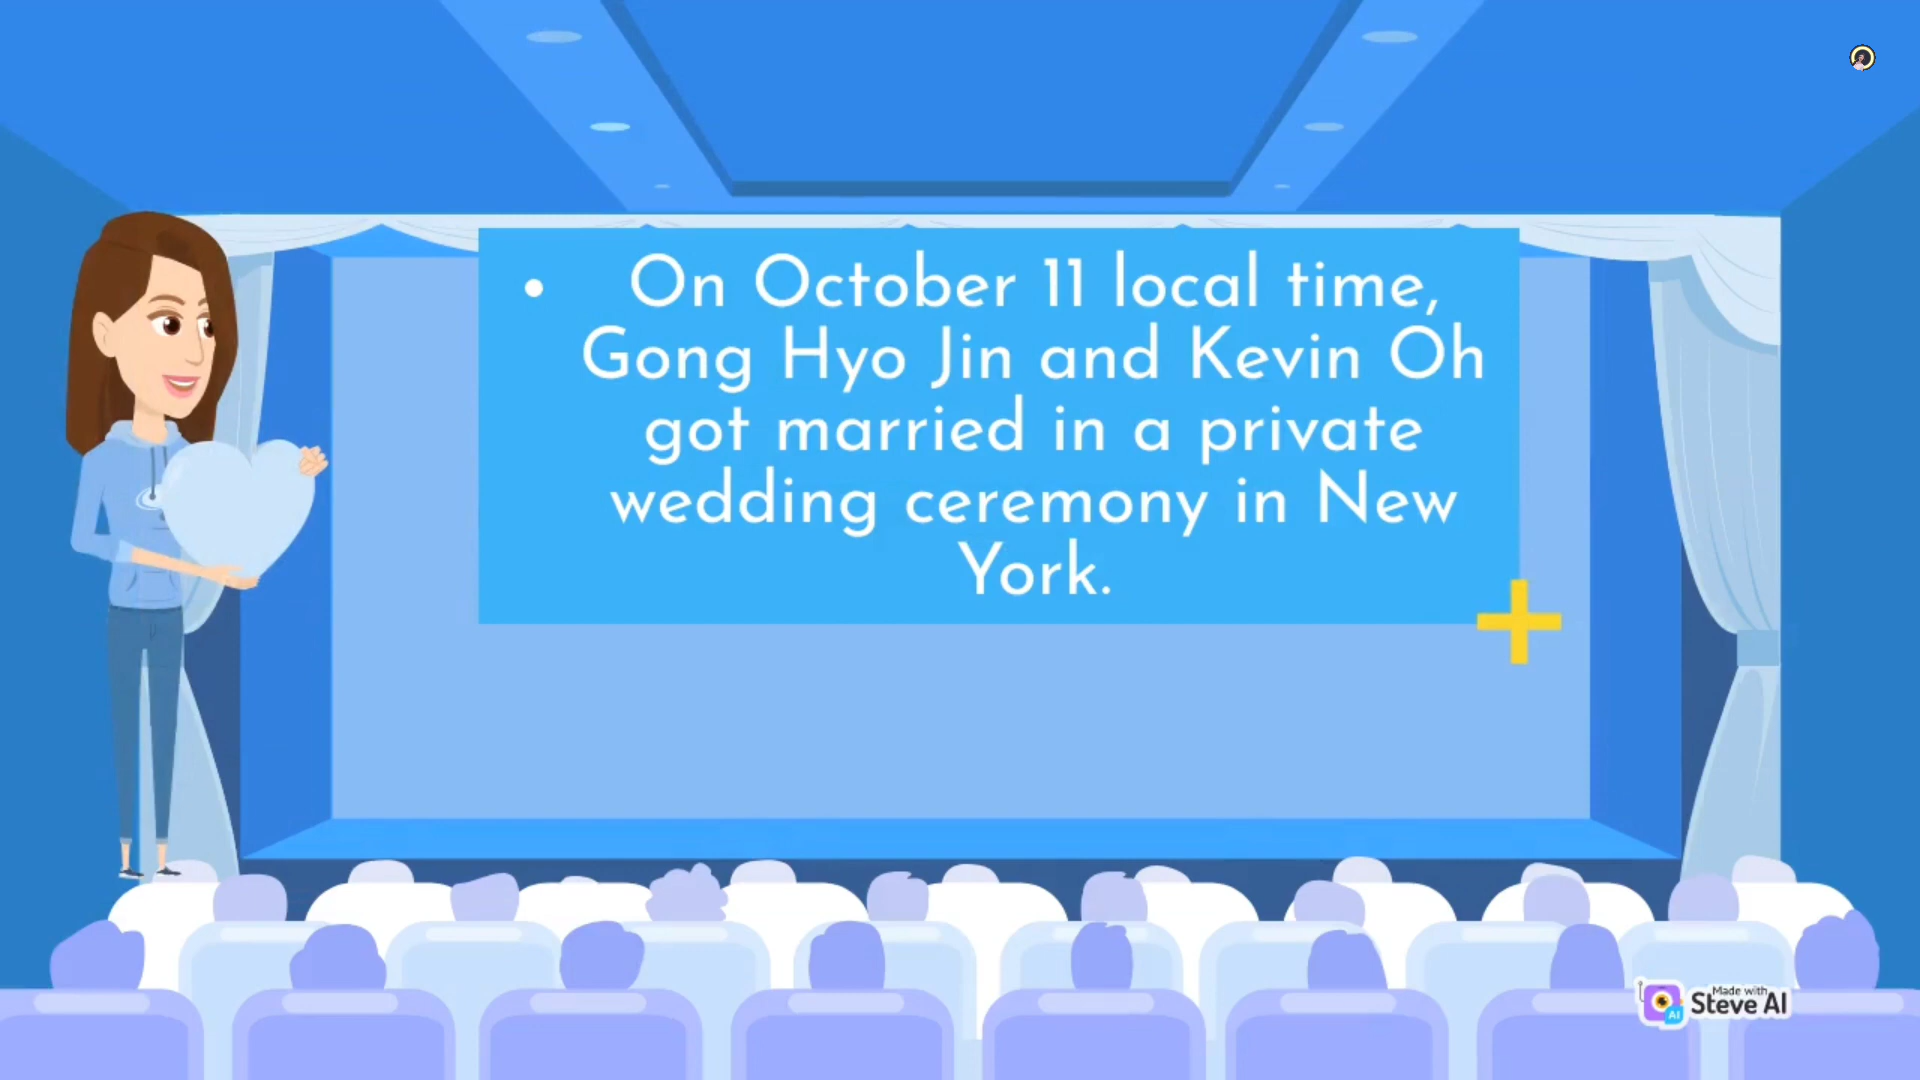 • On October 11 local time,
Gong Hyo Jin and Kevin Oh
got married in a private
wedding ceremony in New
York.
Made with
Steve AI
AI